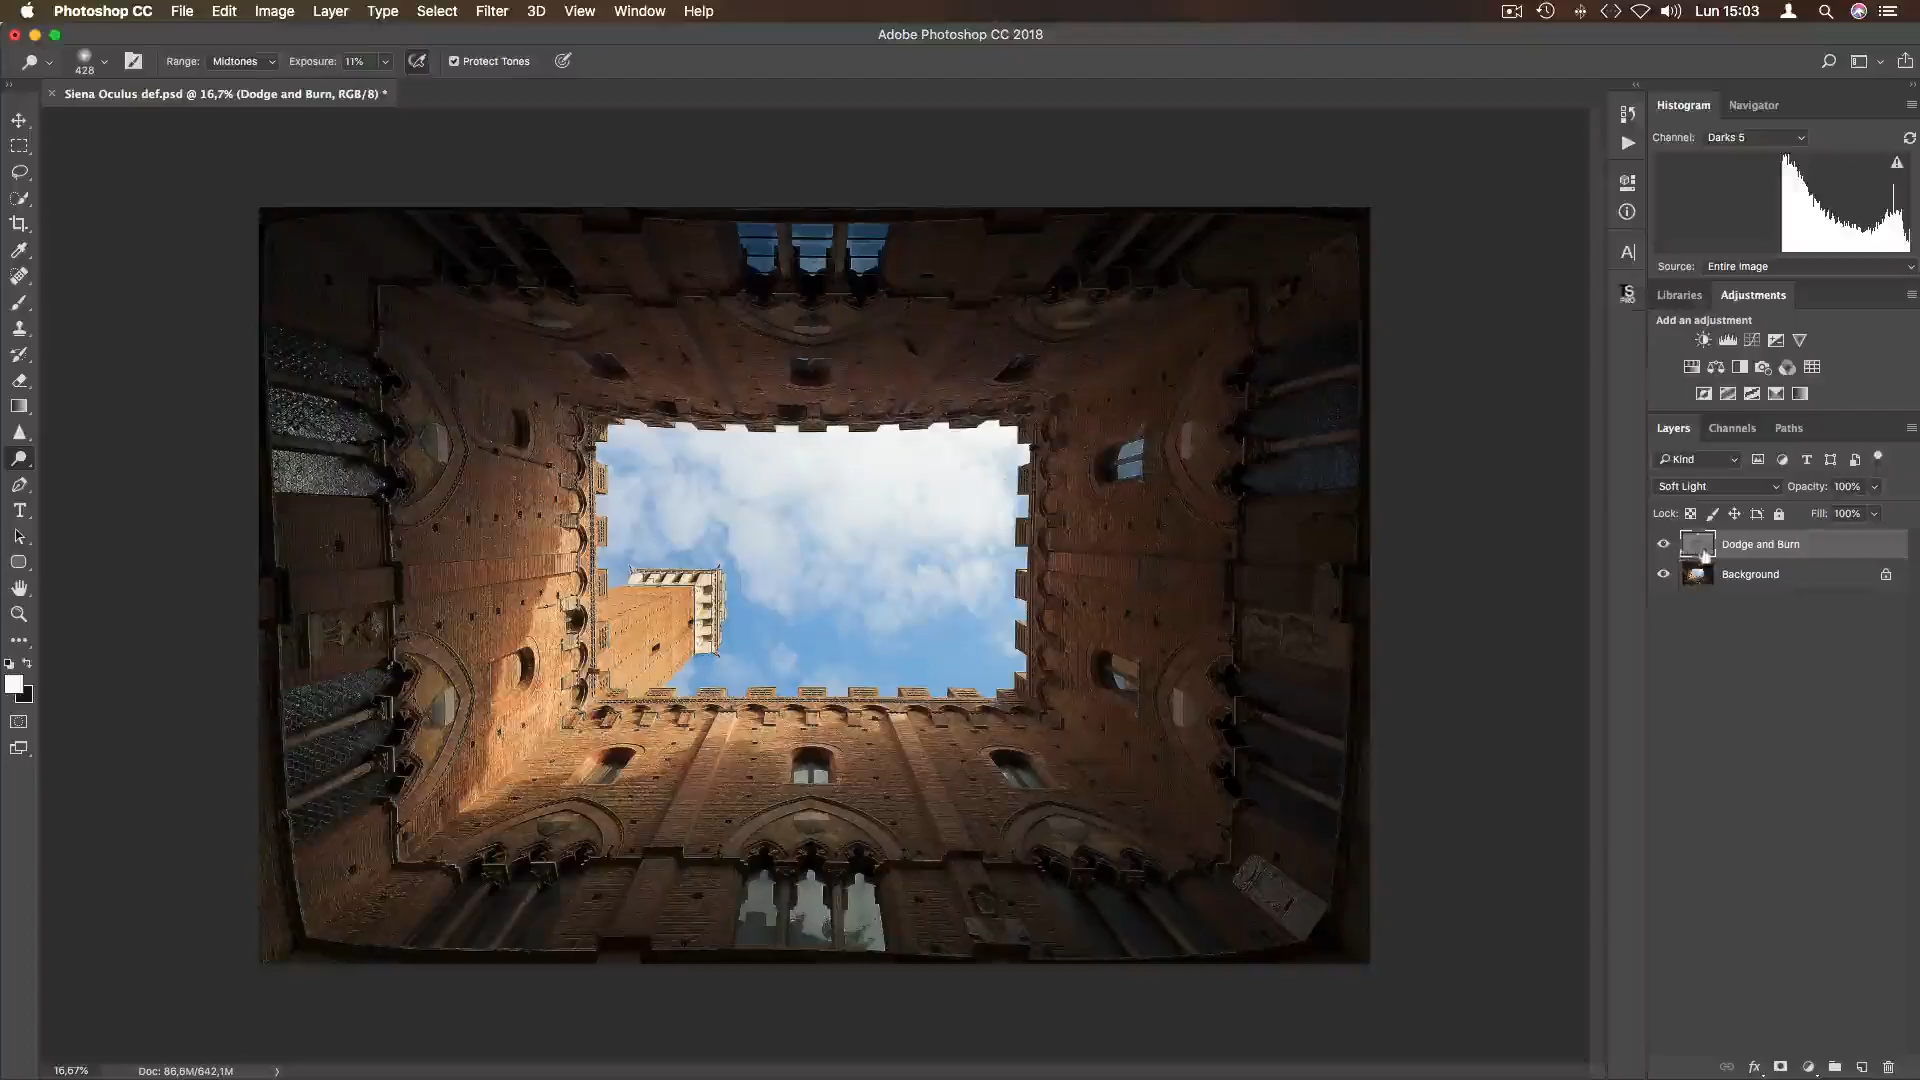 Photoshop CC File Edit Image Layer Type Select Filter 3D View Window Help Lun 15:03
Adobe Photoshop CC 2018
428 Range: Midtones Exposure: 11% Protect Tones
Siena Oculus def.psd @ 16,7% (Dodge and Burn, RGB/8) *
Histogram Navigator
Channel: Darks 5
Source: Entire Image
Libraries Adjustments
Add an adjustment
Layers Channels Paths
Kind
Soft Light Opacity: 100%
Lock: Fill: 100%
Dodge and Burn
Background
16,67% Doc: 86,6M/642,1M